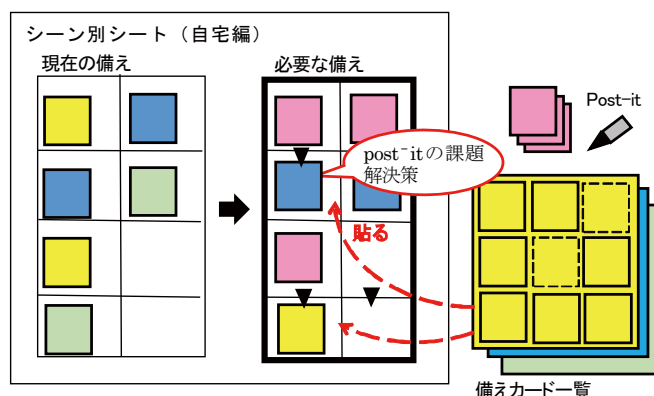 シーン別シート（自宅編）
現在の備え
必要な備え
Post-it
post-itの課題
解決策
貼る
備えカード一覧